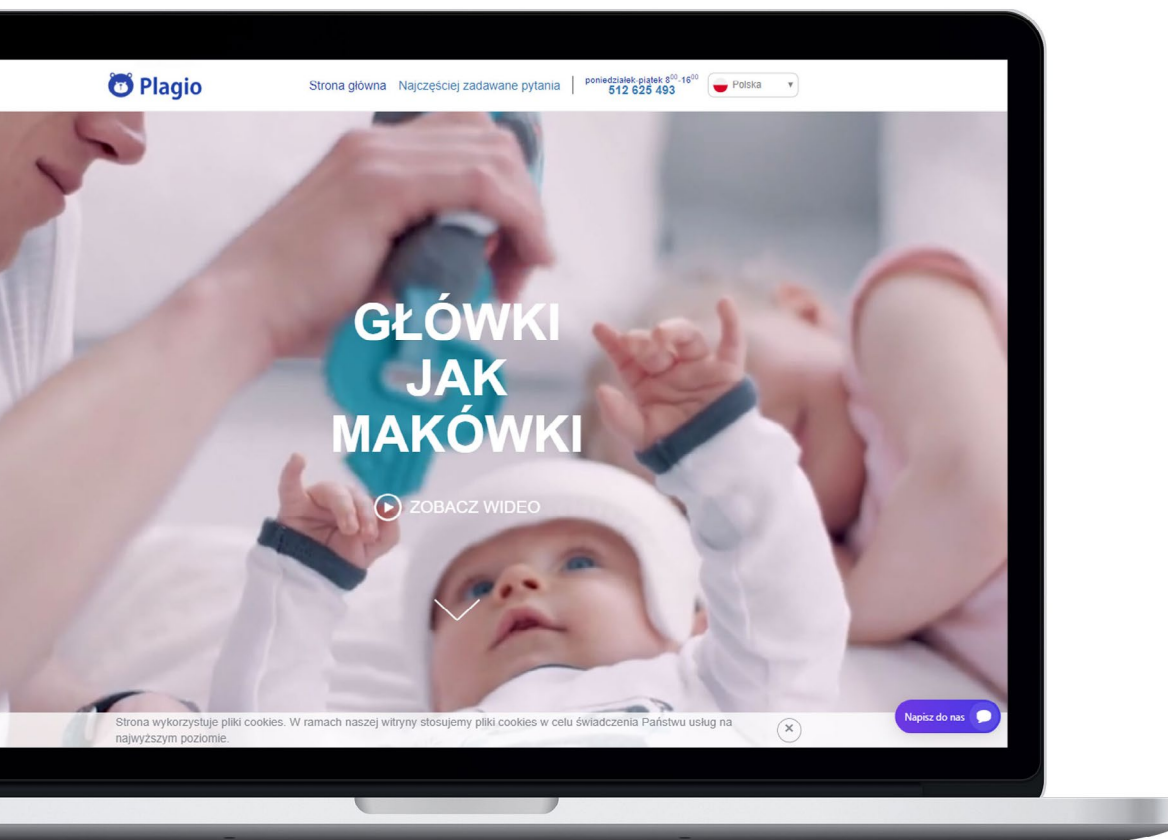 Plagio
Strona główna Najczęściej zadawane pytania
poniedziałek-piątek 8⁰⁰-16⁰⁰
512 625 493
Polska
GŁÓWKI
JAK
MAKÓWKI
ZOBACZ WIDEO
Strona wykorzystuje pliki cookies. W ramach naszej witryny stosujemy pliki cookies w celu świadczenia Państwu usług na
najwyższym poziomie.
Napisz do nas